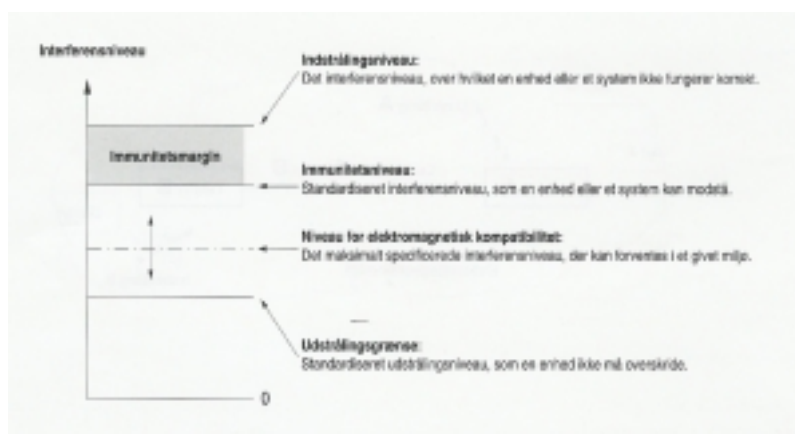 Interferensniveau
Indstrålingsniveau:
Det interferensniveau, over hvilket en enhed eller et system ikke fungerer korrekt.
Immunitetsmargin
Immunitetsniveau:
Standardiseret interferensniveau, som en enhed eller et system kan modstå.
Niveau for elektromagnetisk kompatibilitet:
Det maksimalt specificerede interferensniveau, der kan forventes i et givet miljø.
Udstrålingsgrænse:
Standardiseret udstrålingsniveau, som en enhed ikke må overskride.
0